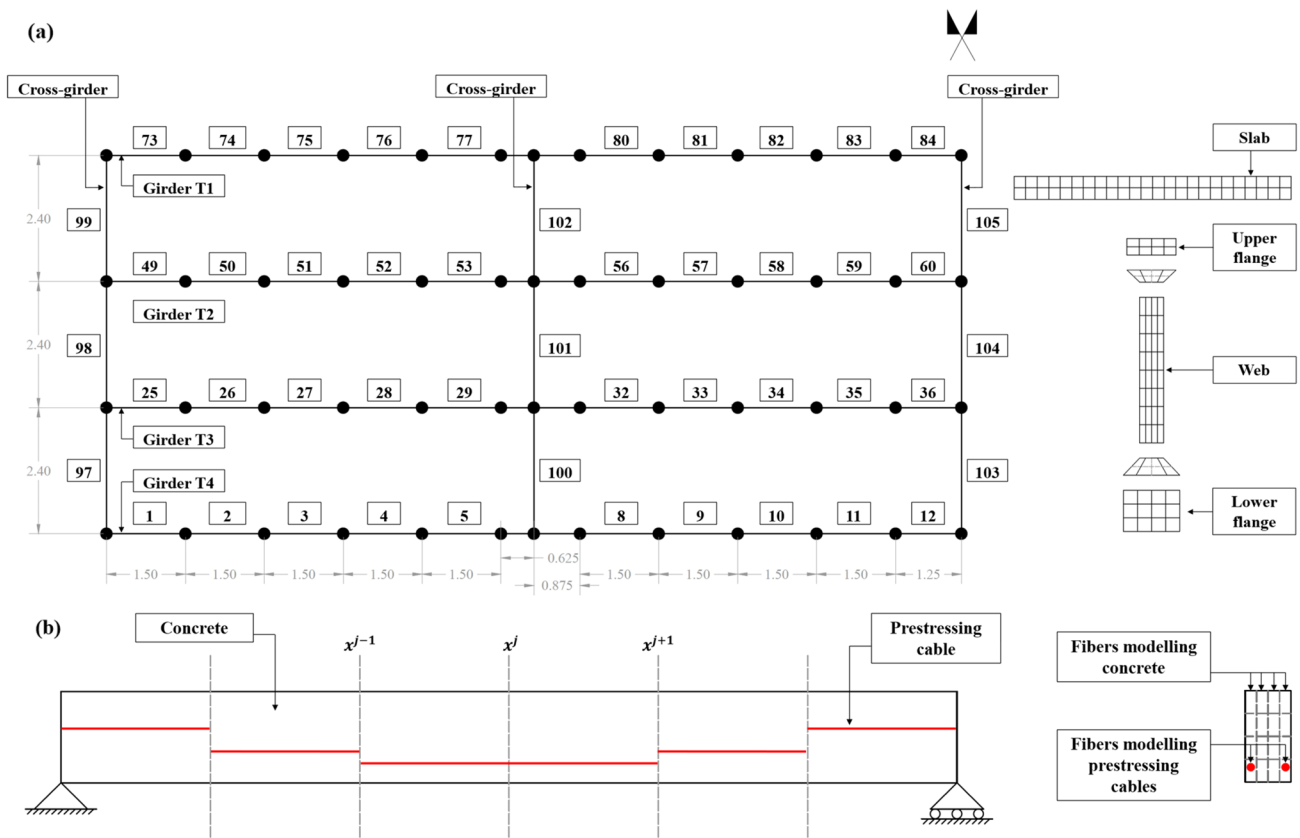 (a)
Cross-girder
Cross-girder
Cross-girder
73
74
75
76
77
80
81
82
83
84
Slab
Girder T1
2.40
99
102
105
Upper
flange
49
50
51
52
53
56
57
58
59
60
Girder T2
2.40
98
101
104
Web
25
26
27
28
29
32
33
34
35
36
Girder T3
2.40
97
Girder T4
100
103
Lower
flange
1
2
3
4
5
8
9
10
11
12
0.625
1.50
1.50
1.50
1.50
1.50
0.875
1.50
1.50
1.50
1.50
1.25
(b)
Concrete
x^{j-1}
x^{j}
x^{j+1}
Prestressing
cable
Fibers modelling
concrete
Fibers modelling
prestressing
cables